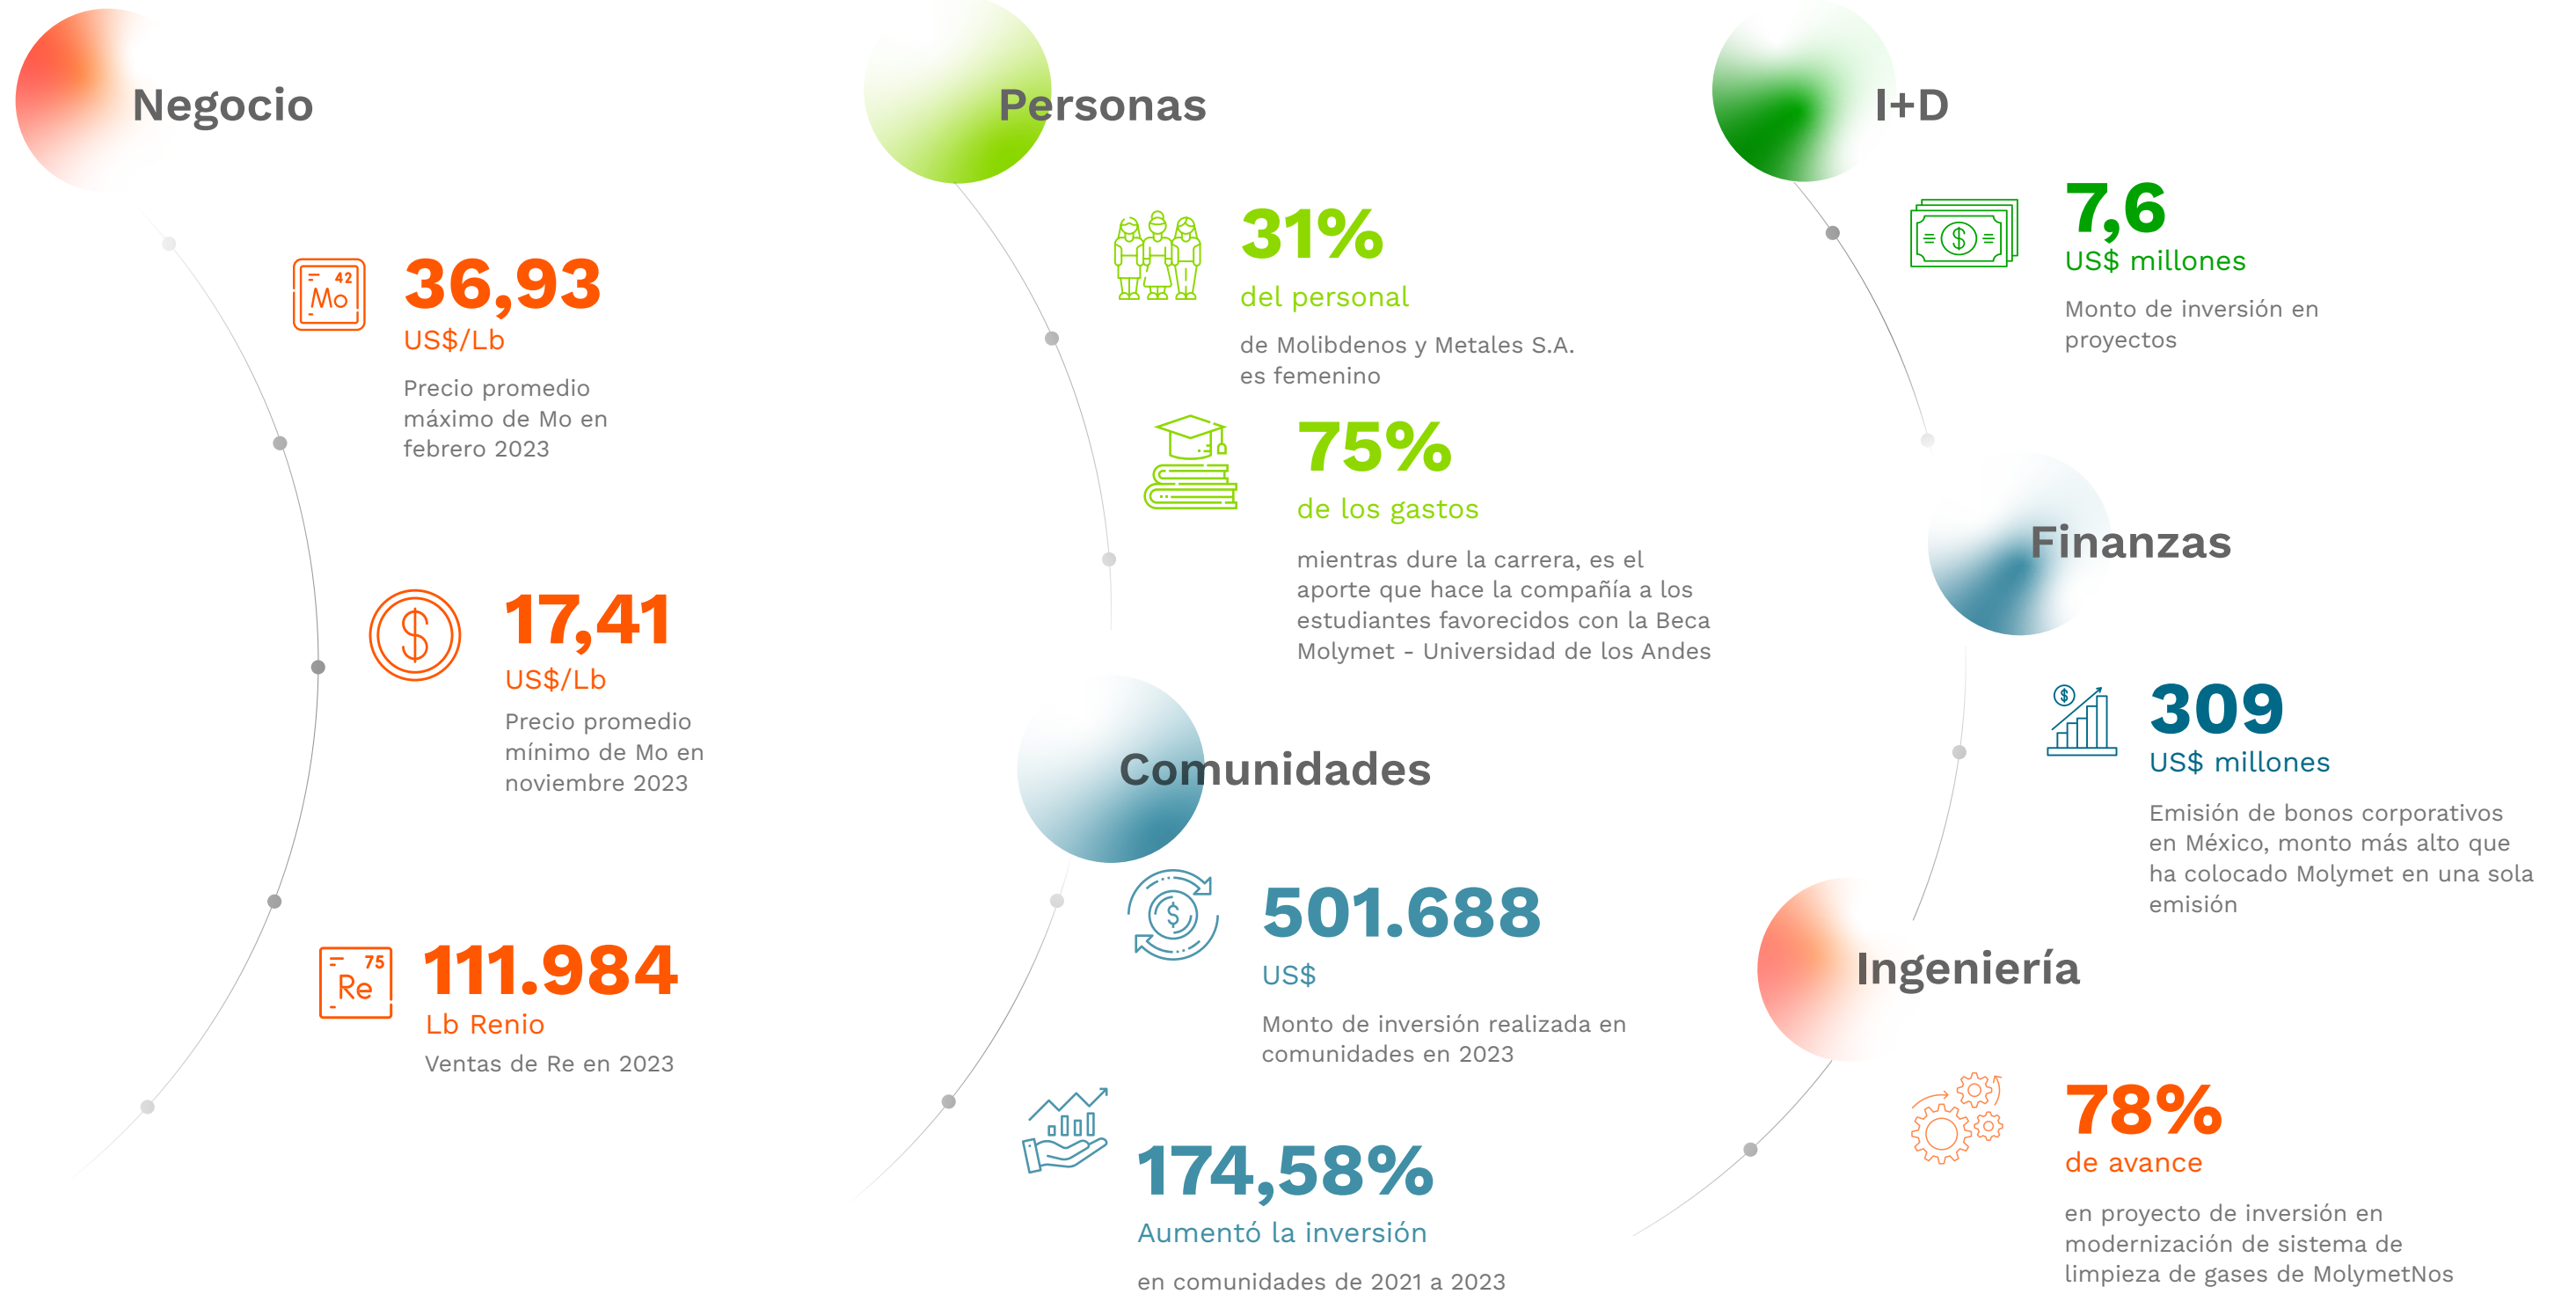 Negocio
42
Mo
36,93
US$/Lb
Precio promedio
máximo de Mo en
febrero 2023
$
17,41
US$/Lb
Precio promedio
mínimo de Mo en
noviembre 2023
75
Re
111.984
Lb Renio
Ventas de Re en 2023
Personas
31%
del personal
de Molibdenos y Metales S.A.
es femenino
75%
de los gastos
mientras dure la carrera, es el
aporte que hace la compañía a los
estudiantes favorecidos con la Beca
Molymet - Universidad de los Andes
Comunidades
$
501.688
US$
Monto de inversión realizada en
comunidades en 2023
174,58%
Aumentó la inversión
en comunidades de 2021 a 2023
I+D
$
7,6
US$ millones
Monto de inversión en
proyectos
Finanzas
$
309
US$ millones
Emisión de bonos corporativos
en México, monto más alto que
ha colocado Molymet en una sola
emisión
Ingeniería
78%
de avance
en proyecto de inversión en
modernización de sistema de
limpieza de gases de MolymetNos